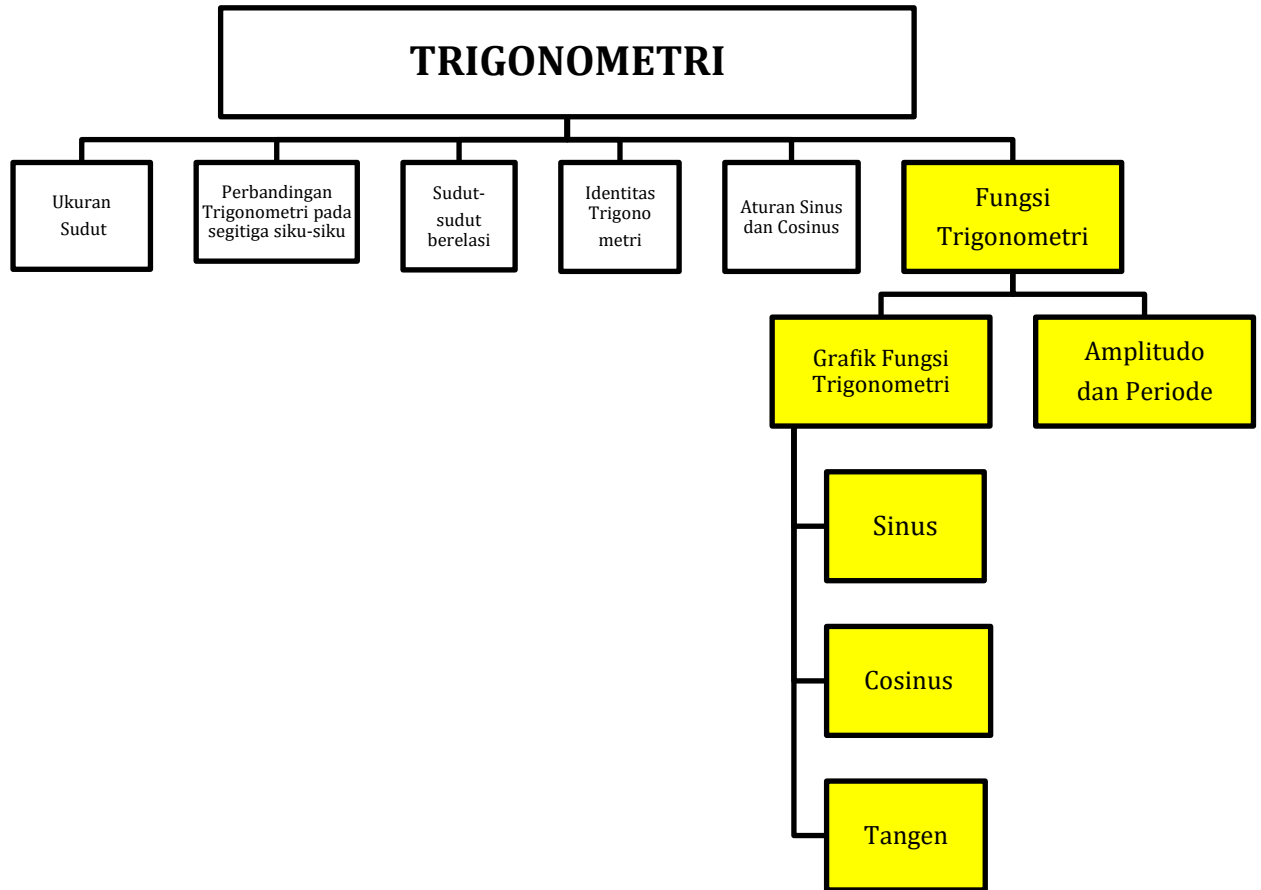 TRIGONOMETRI
Ukuran
Sudut
Perbandingan
Trigonometri pada
segitiga siku-siku
Sudut-
sudut
berelasi
Identitas
Trigono
metri
Aturan Sinus
dan Cosinus
Fungsi
Trigonometri
Grafik Fungsi
Trigonometri
Amplitudo
dan Periode
Sinus
Cosinus
Tangen